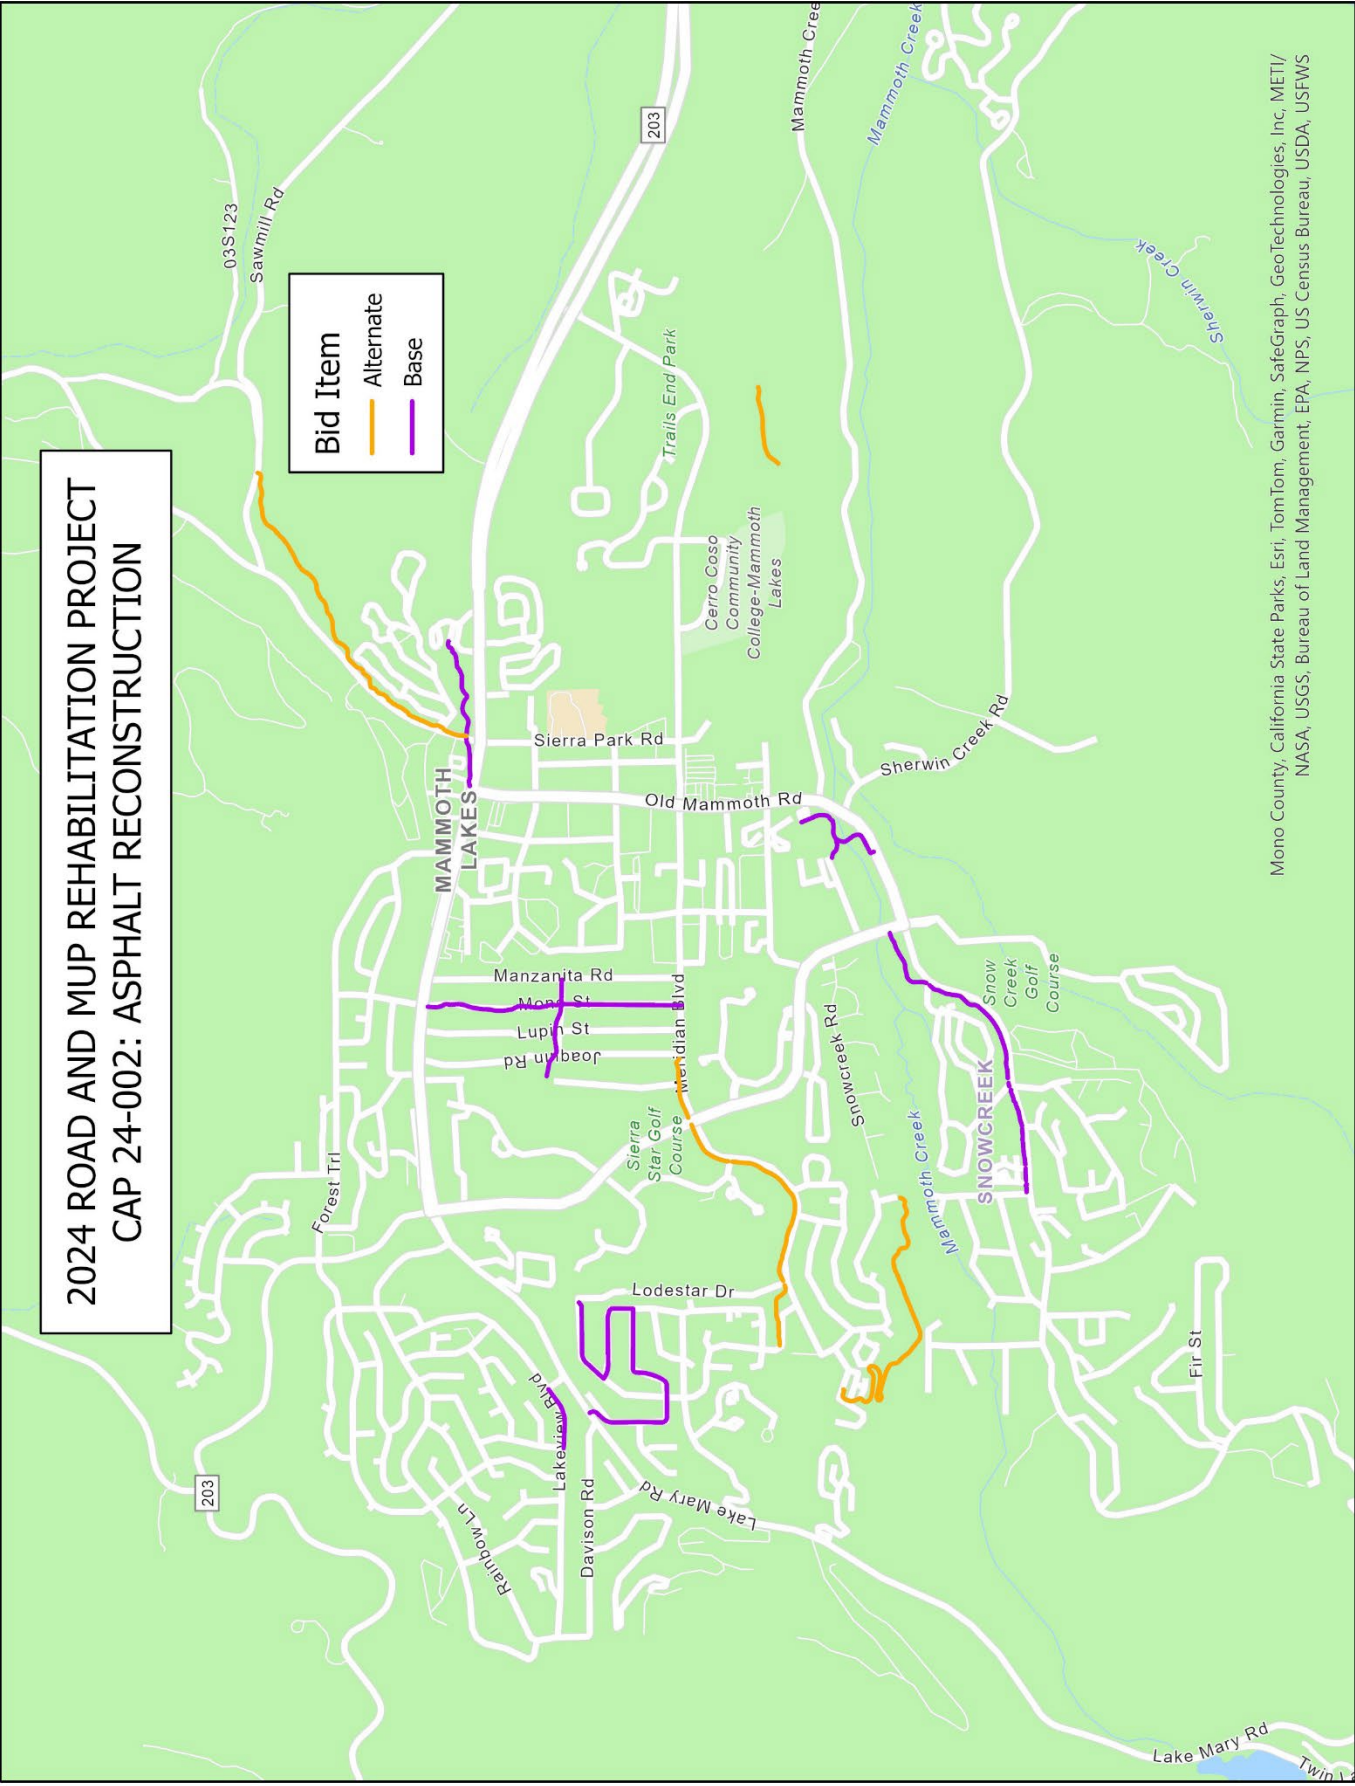 2024 ROAD AND MUP REHABILITATION PROJECT
CAP 24-002: ASPHALT RECONSTRUCTION
Bid Item
Alternate
Base
03S123
Sawmill Rd
203
Mammoth Cree
Mammoth Creek
Sherwin Creek
Trails End Park
Cerro Coso
Community
College-Mammoth
Lakes
MAMMOTH
LAKES
Sierra Park Rd
Old Mammoth Rd
Sherwin Creek Rd
Forest Trl
Manzanita Rd
Mono St
Lupin St
Joaquin Rd
Meridian Blvd
Snowcreek Rd
Snow
Creek
Golf
Course
Sierra
Star Golf
Course
Mammoth Creek
SNOWCREEK
Lodestar Dr
203
Lakeview Blvd
Rainbow Ln
Davison Rd
Lake Mary Rd
Fir St
Lake Mary Rd
Twin La
Mono County, California State Parks, Esri, TomTom, Garmin, SafeGraph, GeoTechnologies, Inc, METI/
NASA, USGS, Bureau of Land Management, EPA, NPS, US Census Bureau, USDA, USFWS